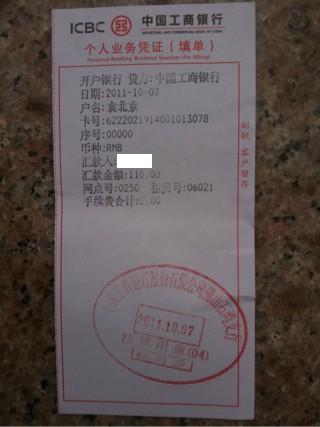 ICBC 中国工商银行
INDUSTRIAL AND COMMERCIAL BANK OF CHINA
个人业务凭证（填单）
Personal Banking Business Voucher (for filling)
开户银行 贷方:中国工商银行
日期:2011-10-07
户名:袁北京
卡号:6222021914001013078
序号:00000
币种:RMB
汇款人
汇款金额:110.00
网点号:0250 柜员号:06021
手续费合计:2.00
客户留存
2011.10.07
(04)